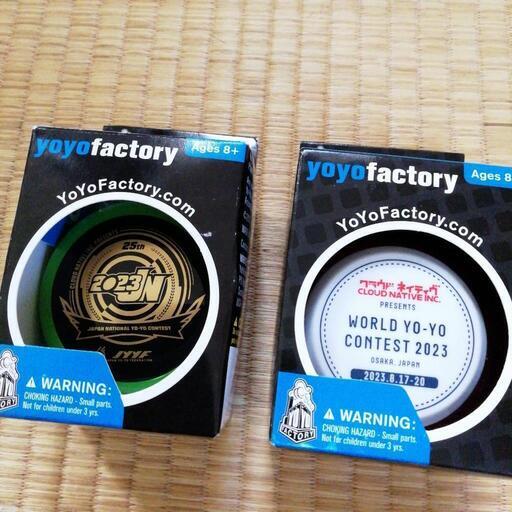 yoyofactory
Ages 8+
YoYoFactory.com
25th
2023JN
JAPAN NATIONAL YO-YO CONTEST
JYYF
WARNING:
CHOKING HAZARD - Small parts.
Not for children under 3 yrs.
FACTORY
yoyofactory
Ages 8
YoYoFactory.com
クラウド ネイティヴ
CLOUD NATIVE INC.
PRESENTS
WORLD YO-YO
CONTEST 2023
OSAKA, JAPAN
2023.8.17-20
WARNING:
CHOKING HAZARD - Small parts.
Not for children under 3 yrs.
FACTORY